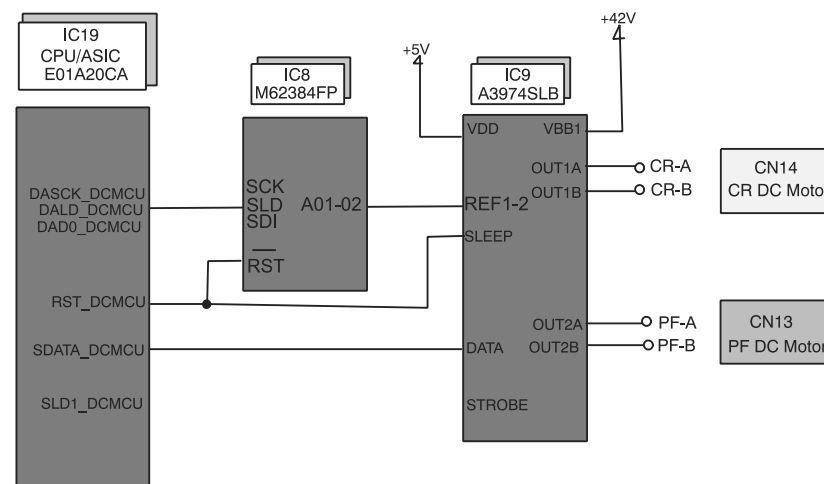 IC19
CPU/ASIC
E01A20CA
IC8
M62384FP
IC9
A3974SLB
+5V
+42V
DASCK_DCMCU
DALD_DCMCU
DAD0_DCMCU
RST_DCMCU
SDATA_DCMCU
SLD1_DCMCU
SCK
SLD
SDI
A01-02
RST
VDD
VBB1
OUT1A
OUT1B
REF1-2
SLEEP
OUT2A
OUT2B
DATA
STROBE
CR-A
CR-B
PF-A
PF-B
CN14
CR DC Motor
CN13
PF DC Motor